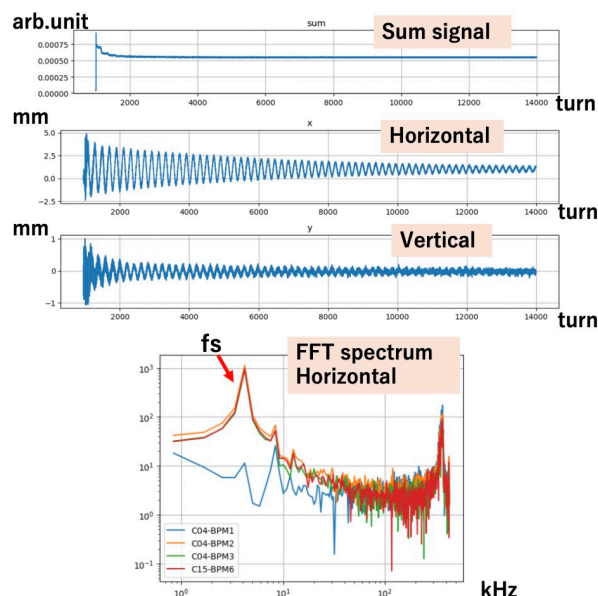 arb.unit
sum
Sum signal
0.00075
0.00050
0.00025
0.00000
2000 4000 6000 8000 10000 12000 14000
turn
mm
x
Horizontal
5.0
2.5
0.0
−2.5
2000 4000 6000 8000 10000 12000 14000
turn
mm
y
Vertical
1
0
−1
2000 4000 6000 8000 10000 12000 14000
turn
fs
FFT spectrum
Horizontal
10³
10²
10¹
10⁰
10⁻¹
C04-BPM1
C04-BPM2
C04-BPM3
C15-BPM6
10⁰ 10¹ 10²
kHz